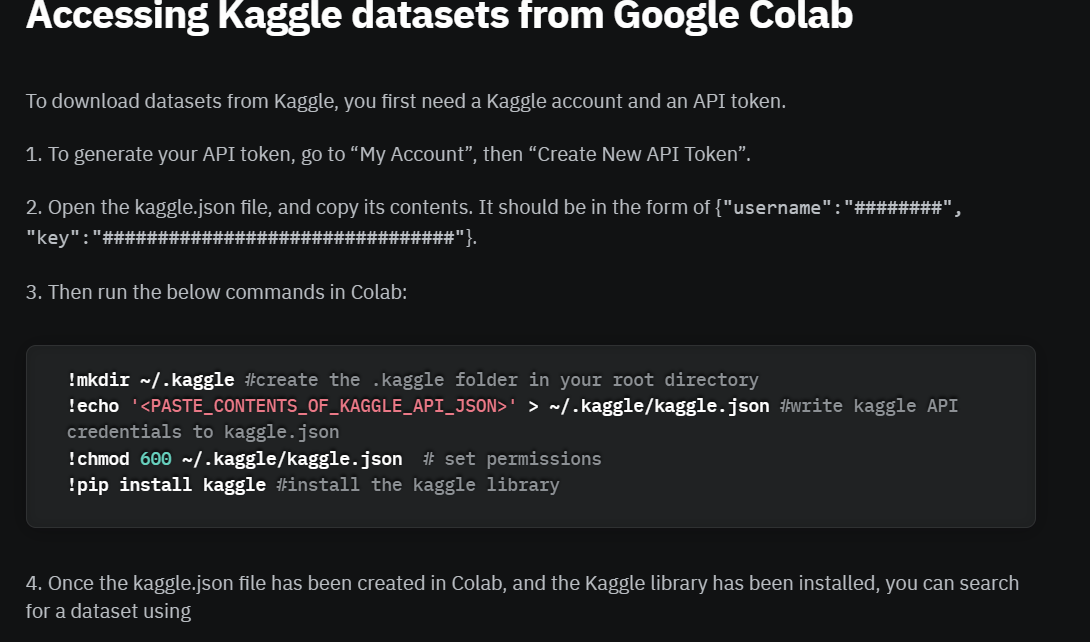 Accessing Kaggle datasets from Google Colab
To download datasets from Kaggle, you first need a Kaggle account and an API token.
1. To generate your API token, go to “My Account”, then “Create New API Token”.
2. Open the kaggle.json file, and copy its contents. It should be in the form of {"username":"########",
"key":"################################"}.
3. Then run the below commands in Colab:
!mkdir ~/.kaggle #create the .kaggle folder in your root directory
!echo '<PASTE_CONTENTS_OF_KAGGLE_API_JSON>' > ~/.kaggle/kaggle.json #write kaggle API
credentials to kaggle.json
!chmod 600 ~/.kaggle/kaggle.json  # set permissions
!pip install kaggle #install the kaggle library
4. Once the kaggle.json file has been created in Colab, and the Kaggle library has been installed, you can search
for a dataset using